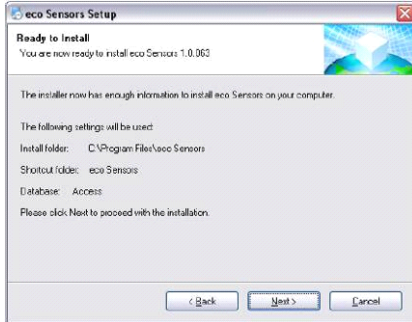 eco Sensors Setup
Ready to Install
You are now ready to install eco Sensors 1.0.063
The installer now has enough information to install eco Sensors on your computer.
The following settings will be used:
Install folder: C:\Program Files\eco Sensors
Shortcut folder: eco Sensors
Database: Access
Please click Next to proceed with the installation.
< Back Next > Cancel